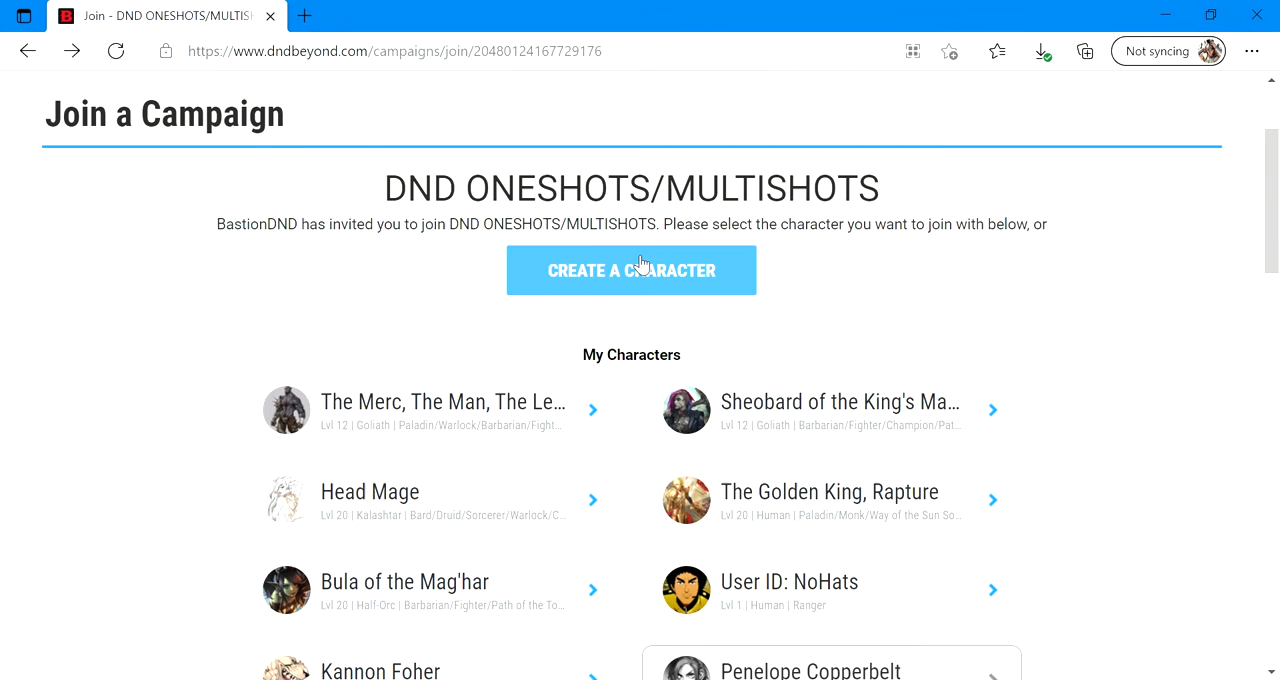 Join - DND ONESHOTS/MULTISH
https://www.dndbeyond.com/campaigns/join/20480124167729176
Not syncing
Join a Campaign
DND ONESHOTS/MULTISHOTS
BastionDND has invited you to join DND ONESHOTS/MULTISHOTS. Please select the character you want to join with below, or
CREATE A CHARACTER
My Characters
The Merc, The Man, The Le...
Lvl 12 | Goliath | Paladin/Warlock/Barbarian/Fight...
Sheobard of the King's Ma...
Lvl 12 | Goliath | Barbarian/Fighter/Champion/Pat...
Head Mage
Lvl 20 | Kalashtar | Bard/Druid/Sorcerer/Warlock/C...
The Golden King, Rapture
Lvl 20 | Human | Paladin/Monk/Way of the Sun So...
Bula of the Mag'har
Lvl 20 | Half-Orc | Barbarian/Fighter/Path of the To...
User ID: NoHats
Lvl 1 | Human | Ranger
Kannon Foher
Penelope Copperbelt